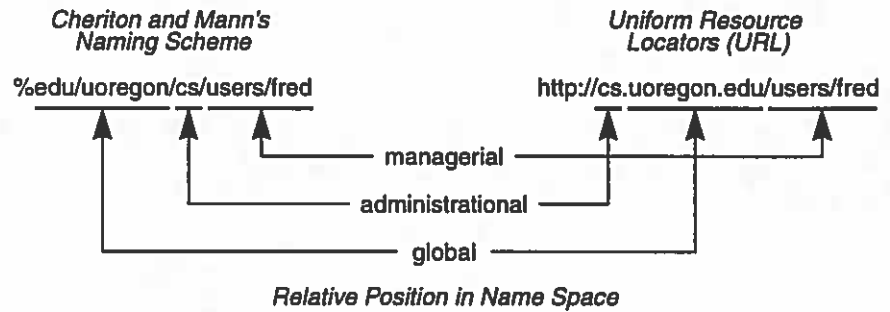 Cheriton and Mann's
Naming Scheme
Uniform Resource
Locators (URL)
%edu/uoregon/cs/users/fred
http://cs.uoregon.edu/users/fred
managerial
administrational
global
Relative Position in Name Space